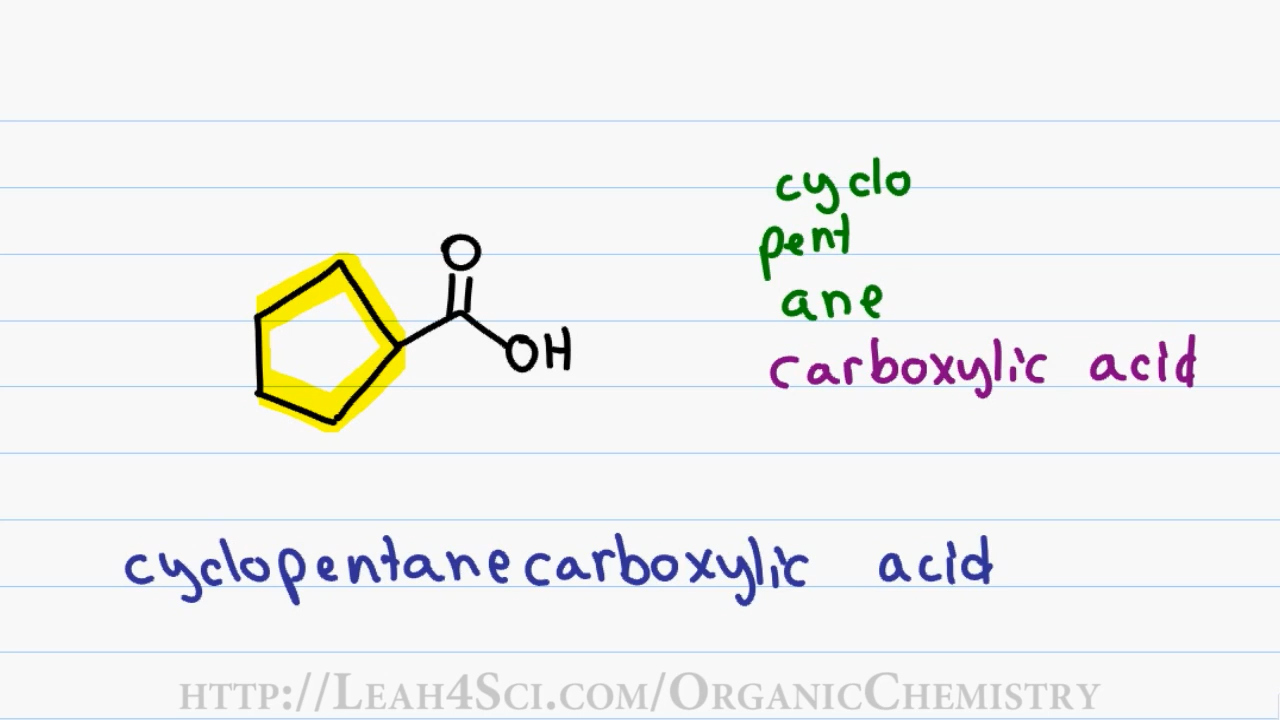 cyclo
pent
ane
O
OH
carboxylic acid
cyclopentanecarboxylic acid
http://Leah4Sci.com/OrganicChemistry